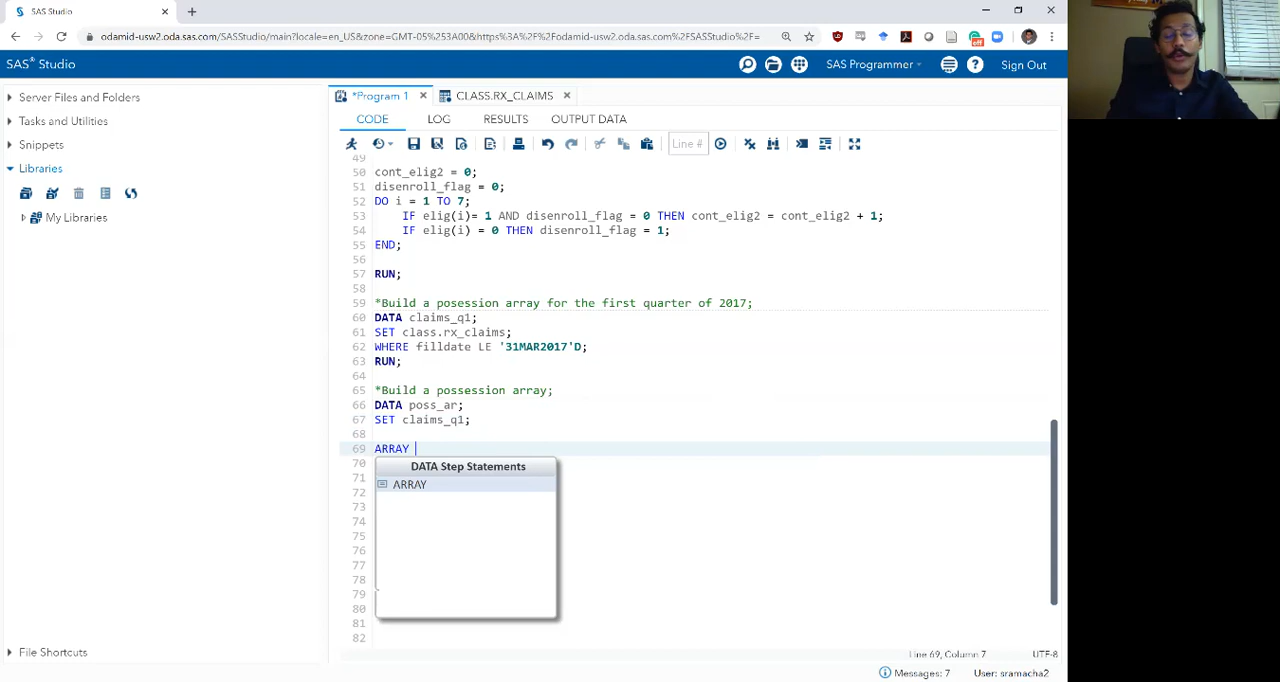 SAS Studio
odamid-usw2.oda.sas.com/SASStudio/main?locale=en_US&zone=GMT-05%253A00&https%3A%2F%2Fodamid-usw2.oda.sas.com%2FSASStudio%2F=
SAS® Studio
SAS Programmer
Sign Out
Server Files and Folders
Tasks and Utilities
Snippets
Libraries
My Libraries
File Shortcuts
*Program 1
CLASS.RX_CLAIMS
CODE
LOG
RESULTS
OUTPUT DATA
Line #
49
50 cont_elig2 = 0;
51 disenroll_flag = 0;
52 DO i = 1 TO 7;
53 IF elig(i)= 1 AND disenroll_flag = 0 THEN cont_elig2 = cont_elig2 + 1;
54 IF elig(i) = 0 THEN disenroll_flag = 1;
55 END;
56
57 RUN;
58
59 *Build a posession array for the first quarter of 2017;
60 DATA claims_q1;
61 SET class.rx_claims;
62 WHERE filldate LE '31MAR2017'D;
63 RUN;
64
65 *Build a possession array;
66 DATA poss_ar;
67 SET claims_q1;
68
69 ARRAY
70
71
72
73
74
75
76
77
78
79
80
81
82
DATA Step Statements
ARRAY
Line 69, Column 7
UTF-8
Messages: 7
User: sramacha2